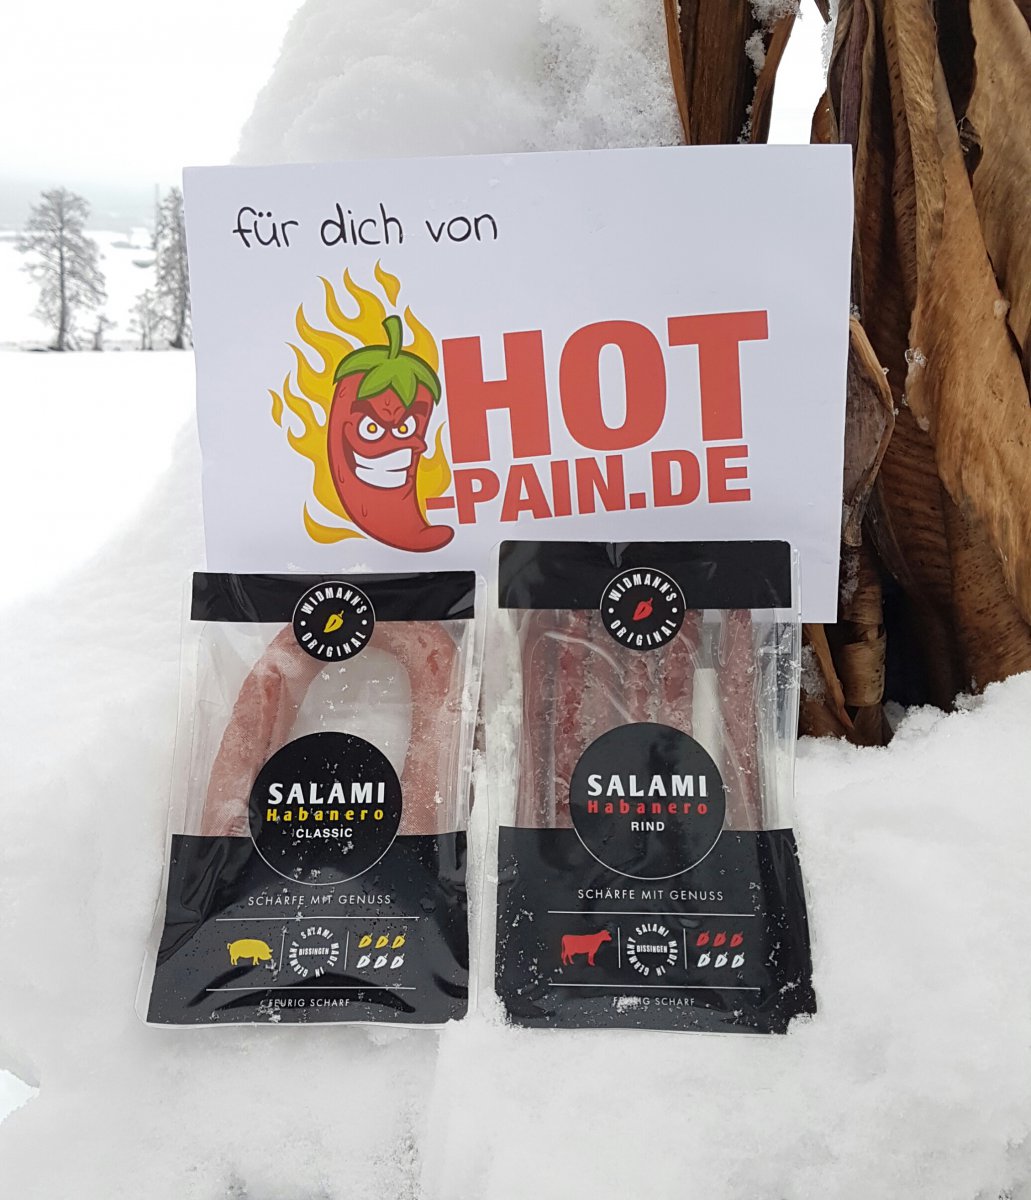 für dich von
HOT
-PAIN.DE
WIDMANN'S
ORIGINAL
SALAMI
Habanero
CLASSIC
SCHÄRFE MIT GENUSS
SALAMI MADE IN GERMANY
BISSINGEN
FEURIG SCHARF
WIDMANN'S
ORIGINAL
SALAMI
Habanero
RIND
SCHÄRFE MIT GENUSS
SALAMI MADE IN GERMANY
BISSINGEN
FEURIG SCHARF